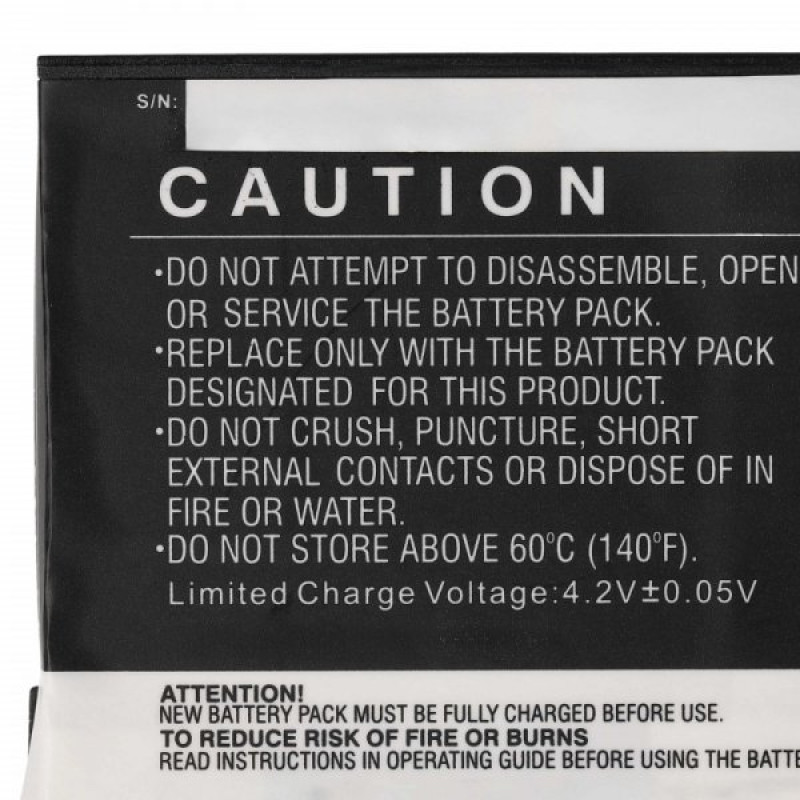 S/N:
CAUTION
•DO NOT ATTEMPT TO DISASSEMBLE, OPEN
OR SERVICE THE BATTERY PACK.
•REPLACE ONLY WITH THE BATTERY PACK
DESIGNATED FOR THIS PRODUCT.
•DO NOT CRUSH, PUNCTURE, SHORT
EXTERNAL CONTACTS OR DISPOSE OF IN
FIRE OR WATER.
•DO NOT STORE ABOVE 60°C (140°F).
Limited Charge Voltage:4.2V±0.05V
ATTENTION!
NEW BATTERY PACK MUST BE FULLY CHARGED BEFORE USE.
TO REDUCE RISK OF FIRE OR BURNS
READ INSTRUCTIONS IN OPERATING GUIDE BEFORE USING THE BATTE